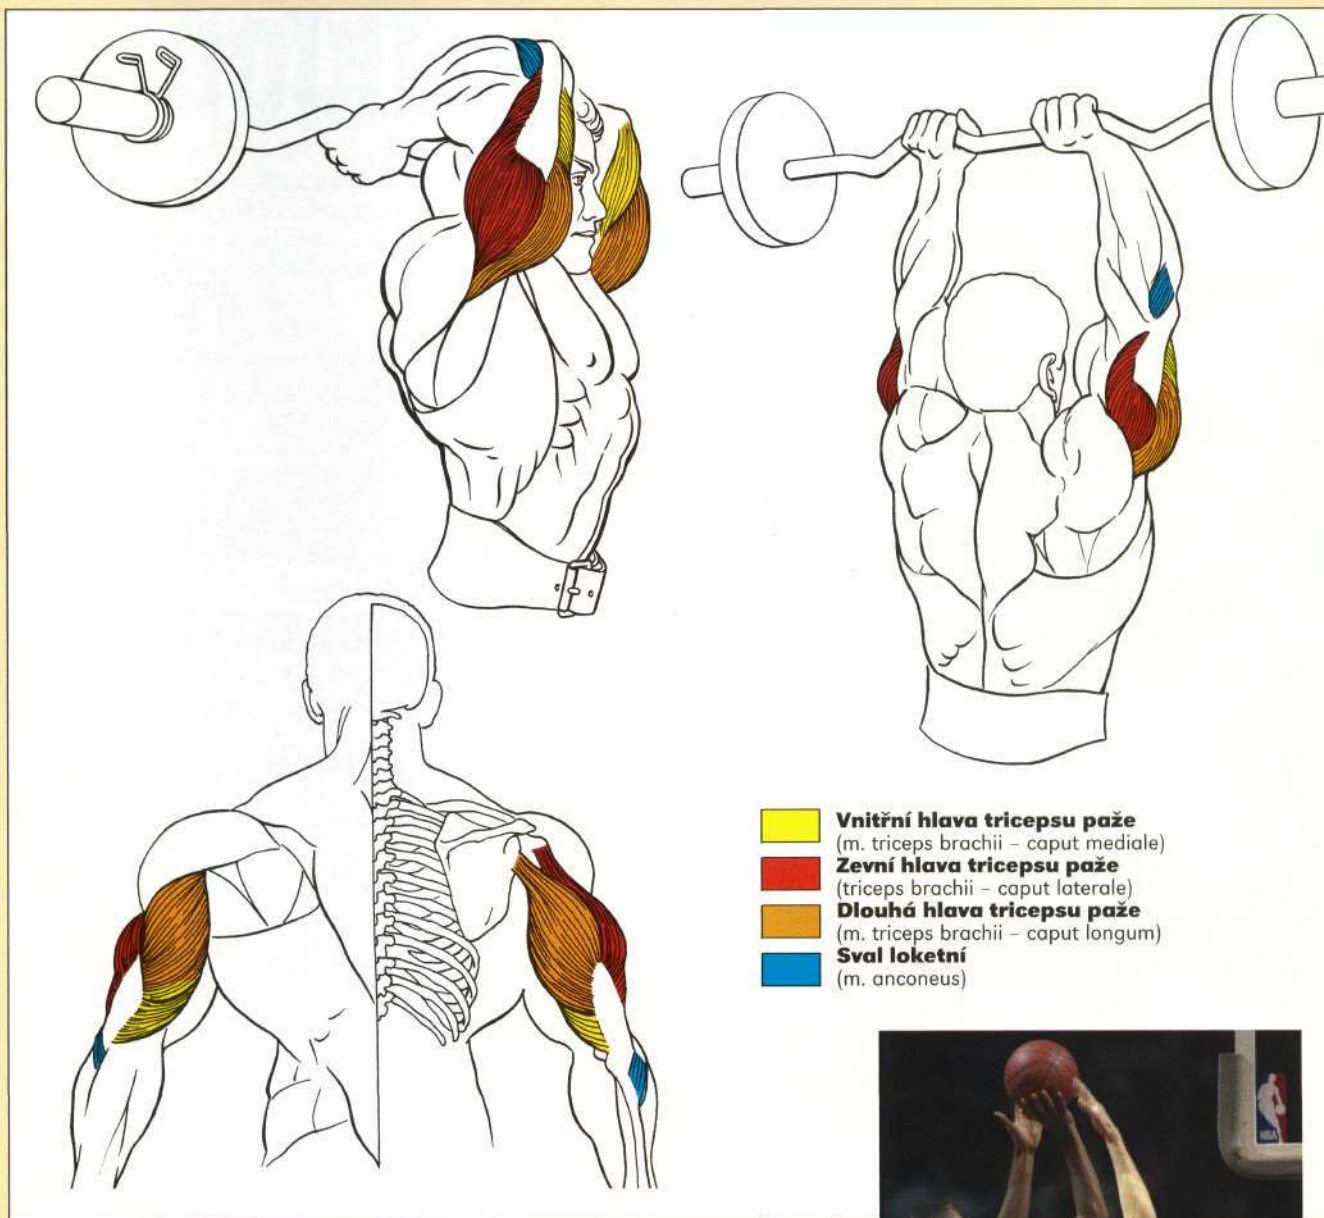 Vnitřní hlava tricepsu paže
(m. triceps brachii – caput mediale)
Zevní hlava tricepsu paže
(triceps brachii – caput laterale)
Dlouhá hlava tricepsu paže
(m. triceps brachii – caput longum)
Sval loketní
(m. anconeus)
NBA